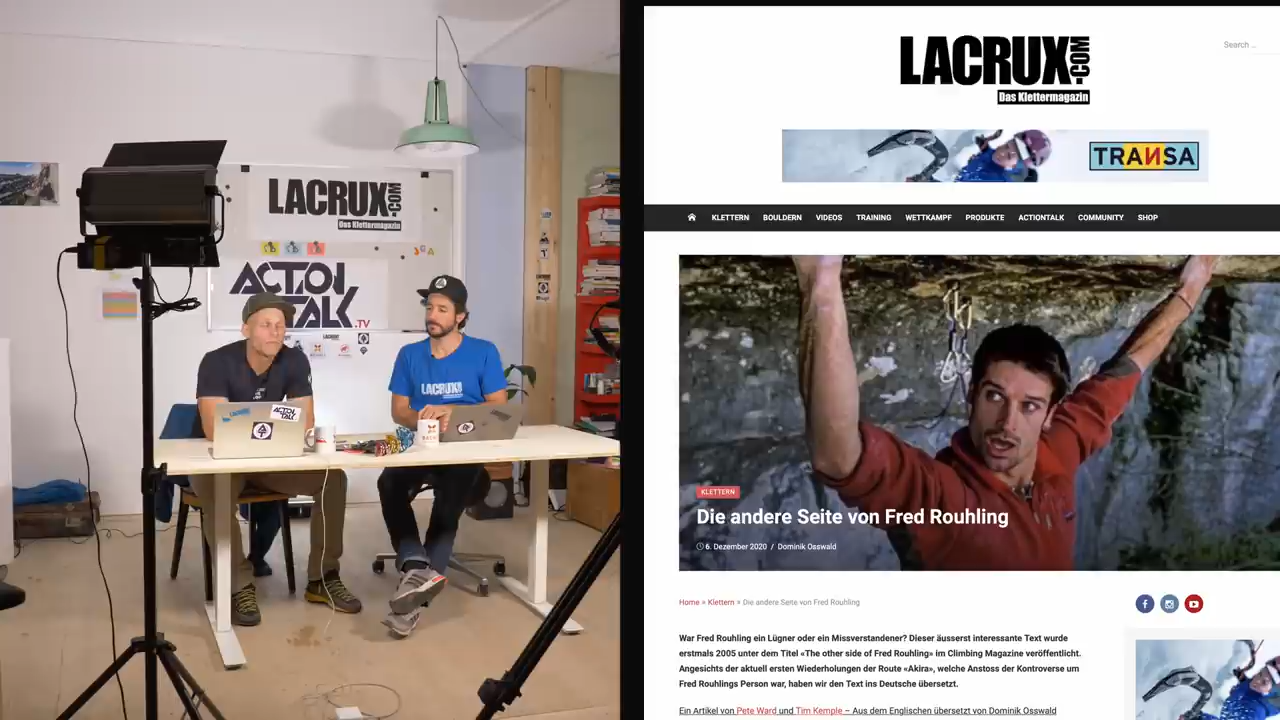 LACRUX.COM
Das Klettermagazin
ACTION
TALK
.TV
LACRUX
ACTION
TALK
LACRUX.COM
Das Klettermagazin
Search ...
TRANSA
KLETTERN BOULDERN VIDEOS TRAINING WETTKAMPF PRODUKTE ACTIONTALK COMMUNITY SHOP
KLETTERN
Die andere Seite von Fred Rouhling
6. Dezember 2020 / Dominik Osswald
Home » Klettern » Die andere Seite von Fred Rouhling
War Fred Rouhling ein Lügner oder ein Missverstandener? Dieser äusserst interessante Text wurde
erstmals 2005 unter dem Titel «The other side of Fred Rouhling» im Climbing Magazine veröffentlicht.
Angesichts der aktuell ersten Wiederholungen der Route «Akira», welche Anstoss der Kontroverse um
Fred Rouhlings Person war, haben wir den Text ins Deutsche übersetzt.
Ein Artikel von Pete Ward und Tim Kemple – Aus dem Englischen übersetzt von Dominik Osswald